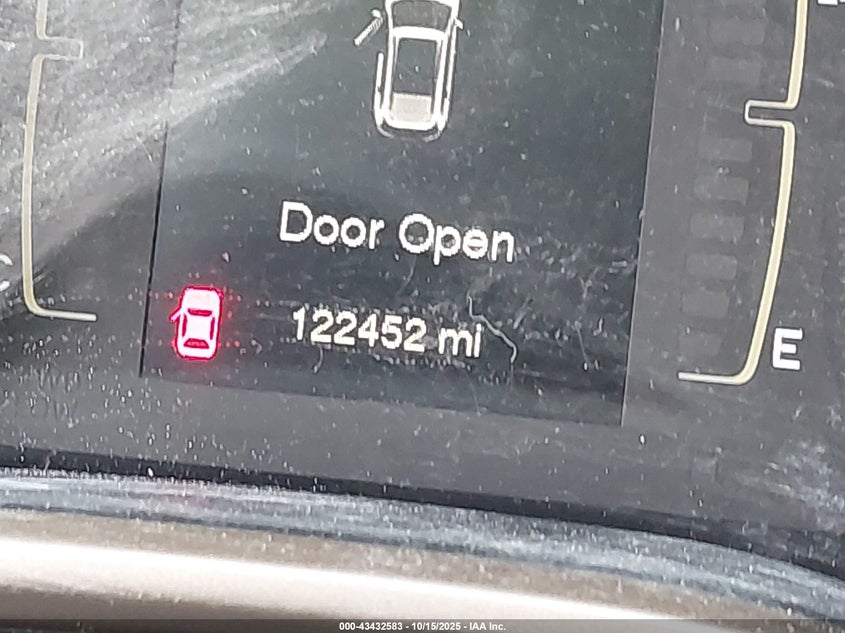 Door Open
122452 mi
E
000-43432583 - 10/15/2025 - IAA Inc.